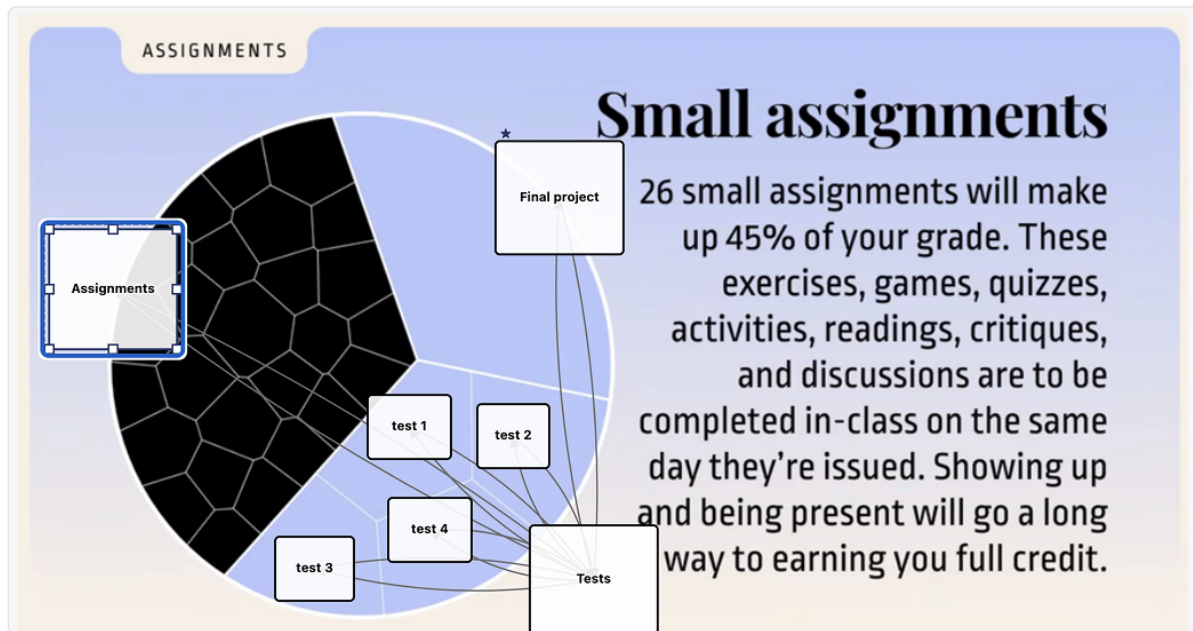 ASSIGNMENTS
Small assignments
26 small assignments will make
up 45% of your grade. These
exercises, games, quizzes,
activities, readings, critiques,
and discussions are to be
completed in-class on the same
day they’re issued. Showing up
and being present will go a long
way to earning you full credit.
Final project
Assignments
test 1
test 2
test 4
test 3
Tests